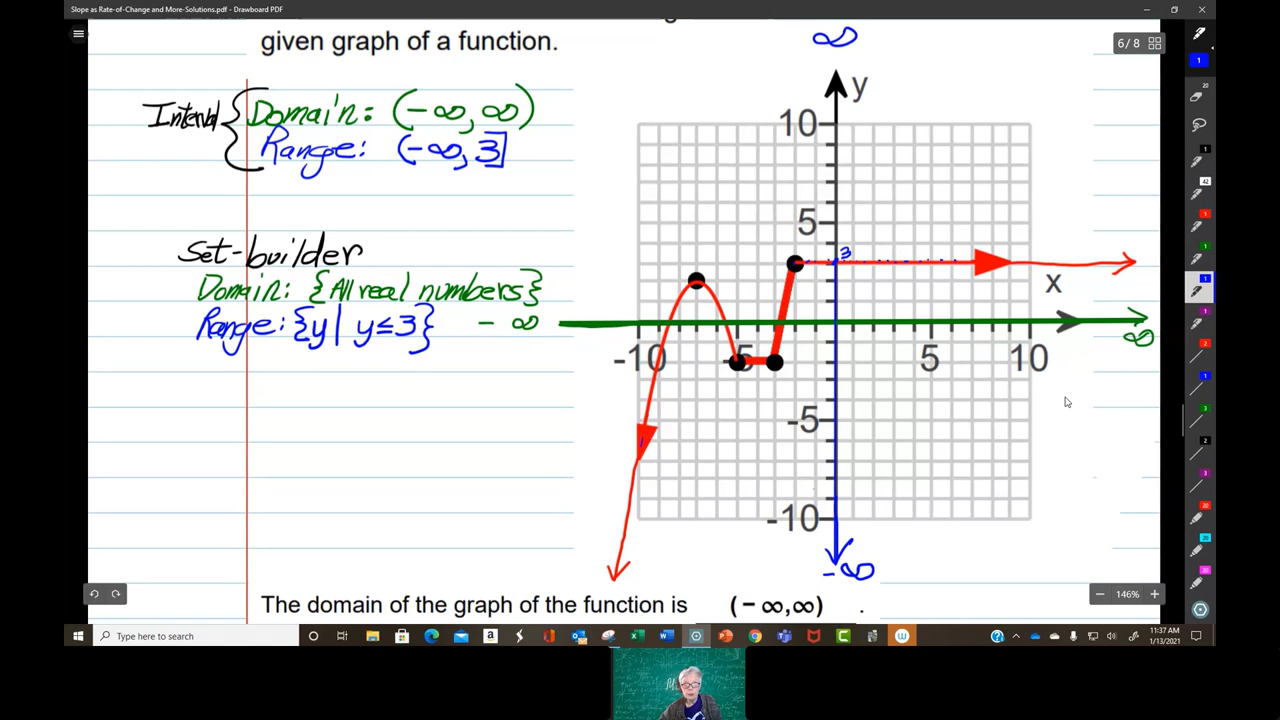 Slope as Rate-of-Change and More-Solutions.pdf - Drawboard PDF
given graph of a function.
∞
6/8
Interval { Domain: (-∞, ∞)
Range: (-∞, 3]
Set-builder
Domain: {All real numbers}
Range: {y | y≤3}
-∞
y
10
5
3
x
∞
-10
-5
5
10
-5
-10
-∞
The domain of the graph of the function is (-∞,∞) .
146%
Type here to search
11:37 AM
1/13/2021